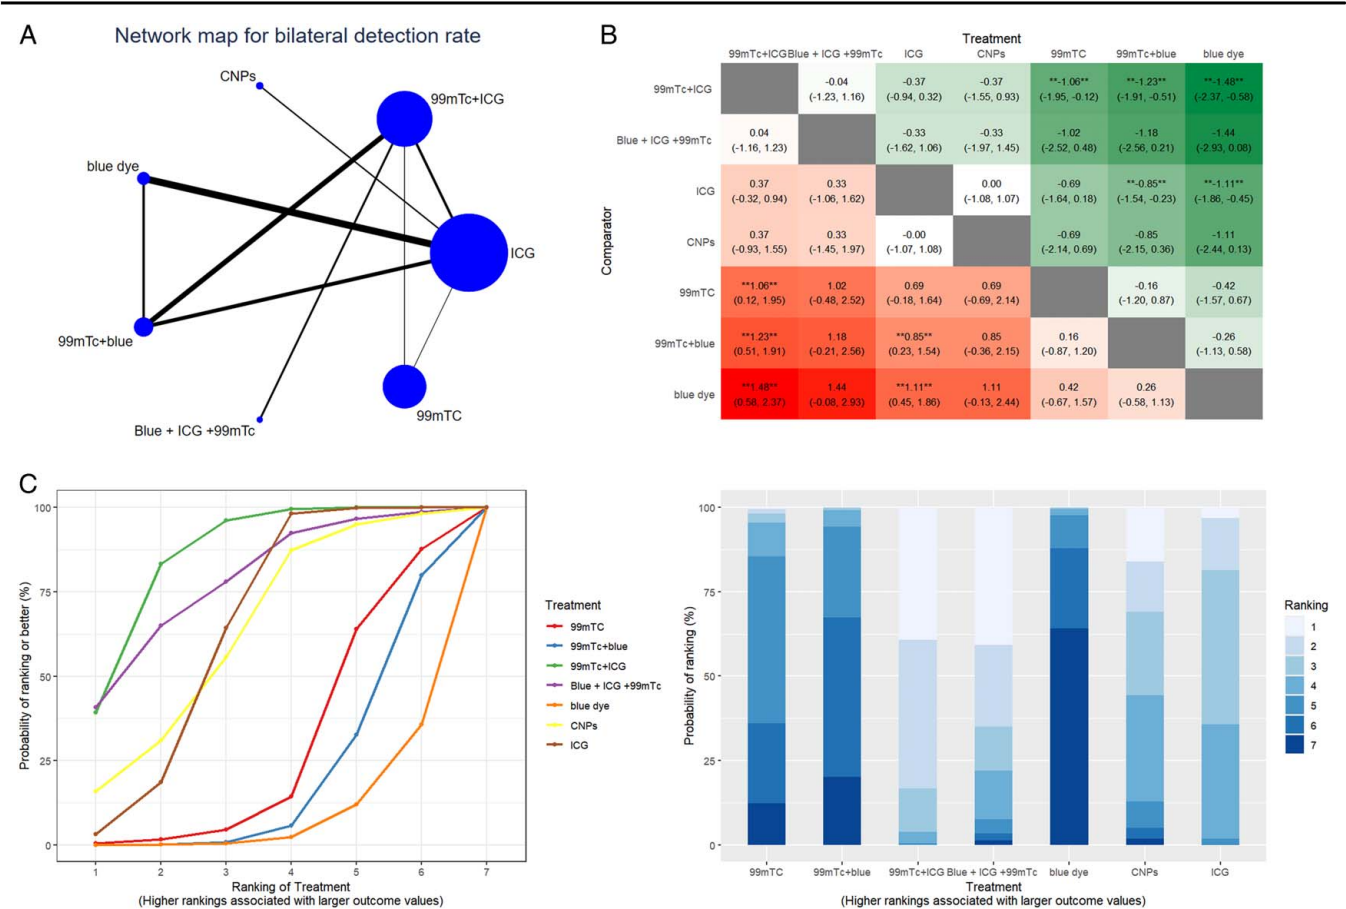 A
Network map for bilateral detection rate
CNPs
99mTc+ICG
blue dye
ICG
99mTc+blue
99mTC
Blue + ICG +99mTc
B
Treatment
99mTc+ICG Blue + ICG +99mTc ICG CNPs 99mTC 99mTc+blue blue dye
Comparator
99mTc+ICG
-0.04 -0.37 -0.37 **-1.06** **-1.23** **-1.48**
(-1.23, 1.16) (-0.94, 0.32) (-1.55, 0.93) (-1.95, -0.12) (-1.91, -0.51) (-2.37, -0.58)
Blue + ICG +99mTc
0.04 -0.33 -0.33 -1.02 -1.18 -1.44
(-1.16, 1.23) (-1.62, 1.06) (-1.97, 1.45) (-2.52, 0.48) (-2.56, 0.21) (-2.93, 0.08)
ICG
0.37 0.33 0.00 -0.69 **-0.85** **-1.11**
(-0.32, 0.94) (-1.06, 1.62) (-1.08, 1.07) (-1.64, 0.18) (-1.54, -0.23) (-1.86, -0.45)
CNPs
0.37 0.33 -0.00 -0.69 -0.85 -1.11
(-0.93, 1.55) (-1.45, 1.97) (-1.07, 1.08) (-2.14, 0.69) (-2.15, 0.36) (-2.44, 0.13)
99mTC
**1.06** 1.02 0.69 0.69 -0.16 -0.42
(0.12, 1.95) (-0.48, 2.52) (-0.18, 1.64) (-0.69, 2.14) (-1.20, 0.87) (-1.57, 0.67)
99mTc+blue
**1.23** 1.18 **0.85** 0.85 0.16 -0.26
(0.51, 1.91) (-0.21, 2.56) (0.23, 1.54) (-0.36, 2.15) (-0.87, 1.20) (-1.13, 0.58)
blue dye
**1.48** 1.44 **1.11** 1.11 0.42 0.26
(0.58, 2.37) (-0.08, 2.93) (0.45, 1.86) (-0.13, 2.44) (-0.67, 1.57) (-0.58, 1.13)
C
Probability of ranking or better (%)
100
75
50
25
0
1 2 3 4 5 6 7
Ranking of Treatment
(Higher rankings associated with larger outcome values)
Treatment
99mTC
99mTc+blue
99mTc+ICG
Blue + ICG +99mTc
blue dye
CNPs
ICG
Probability of ranking (%)
100
75
50
25
0
99mTC 99mTc+blue 99mTc+ICG Blue + ICG +99mTc blue dye CNPs ICG
Treatment
(Higher rankings associated with larger outcome values)
Ranking
1
2
3
4
5
6
7